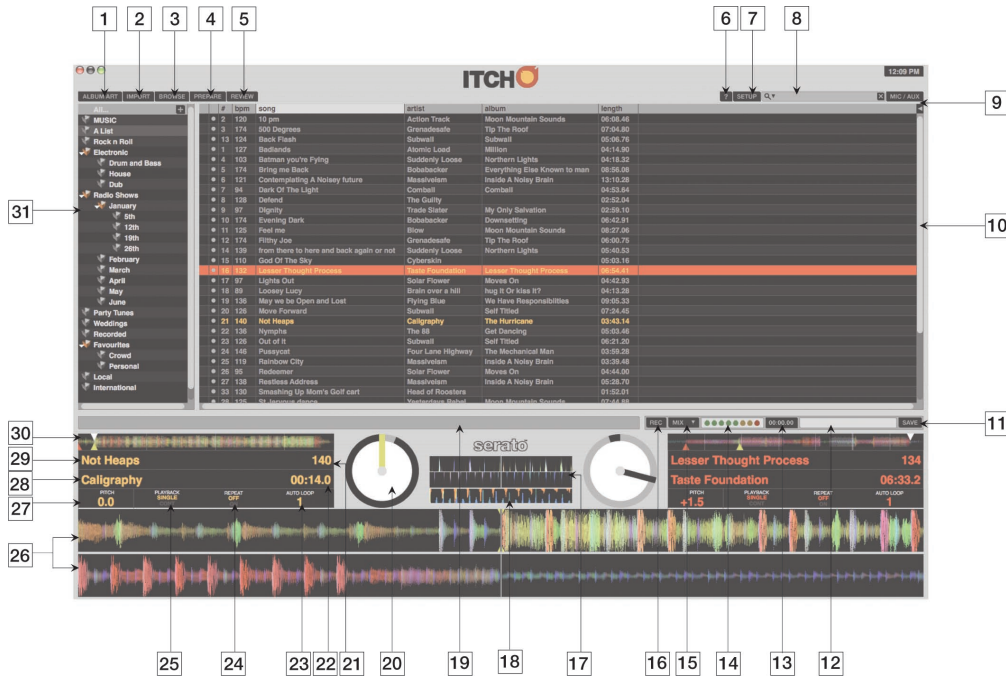 1 2 3 4 5 6 7 8
ITCH
12:09 PM
ALBUM ART IMPORT BROWSE PREPARE REVIEW ? SETUP MIC / AUX
9
All... # bpm song artist album length
MUSIC
A List
Rock n Roll
Electronic
Drum and Bass
House
Dub
Radio Shows
January
5th
12th
19th
26th
February
March
April
May
June
Party Tunes
Weddings
Recorded
Favourites
Crowd
Personal
Local
International
31
2 120 10 pm Action Track Moon Mountain Sounds 06:08.46
3 174 500 Degrees Grenadesafe Tip The Roof 07:04.80
13 124 Back Flash Subwall Subwall 05:06.76
1 127 Badlands Atomic Load Million 04:14.90
4 103 Batman you're Fying Suddenly Loose Northern Lights 04:18.32
5 174 Bring me Back Bobabacker Everything Else Known to man 08:56.08
6 121 Contemplating A Noisey future Massiveism Inside A Noisy Brain 13:10.28
7 94 Dark Of The Light Comball Comball 04:53.64
8 128 Defend The Guilty 02:52.04
9 97 Dignity Trade Sister My Only Salvation 02:59.10
10 174 Evening Dark Bobabacker Downsetting 06:42.91
11 125 Feel me Blow Moon Mountain Sounds 08:27.06
12 174 Filthy Joe Grenadesafe Tip The Roof 06:00.75
14 139 from there to here and back again or not Suddenly Loose Northern Lights 05:40.53
15 110 God Of The Sky Cyberskin 05:03.16
16 132 Lesser Thought Process Taste Foundation Lesser Thought Process 06:54.41
17 97 Lights Out Solar Flower Moves On 04:42.93
18 89 Loosey Lucy Brain over a hill hug It Or kiss It? 04:13.28
19 136 May we be Open and Lost Flying Blue We Have Responsiblities 09:05.33
20 126 Move Forward Subwall Self Titled 07:24.45
21 140 Not Heaps Caligraphy The Hurricane 03:43.14
22 136 Nymphs The 88 Get Dancing 05:03.46
23 126 Out of it Subwall Self Titled 06:21.20
24 146 Pussycat Four Lane Highway The Mechanical Man 03:59.28
25 119 Rainbow City Massiveism Inside A Noisy Brain 03:39.48
26 95 Redeemer Solar Flower Moves On 04:44.00
27 138 Restless Address Massiveism Inside A Noisy Brain 05:28.70
33 130 Smashing Up Mom's Golf cart Head of Roosters 01:52.01
28 125 St Jervous dance Yesterdays Rebel Moon Mountain Sounds 07:44.88
10
REC MIX 00:00:00 SAVE
11
30
29
28
27
26
Not Heaps 140
Caligraphy 00:14.0
PITCH PLAYBACK REPEAT AUTO LOOP
0.0 SINGLE OFF 1
serato
Lesser Thought Process 134
Taste Foundation 06:33.2
PITCH PLAYBACK REPEAT AUTO LOOP
+1.5 SINGLE OFF 1
25 24 23 22 21 20 19 18 17 16 15 14 13 12